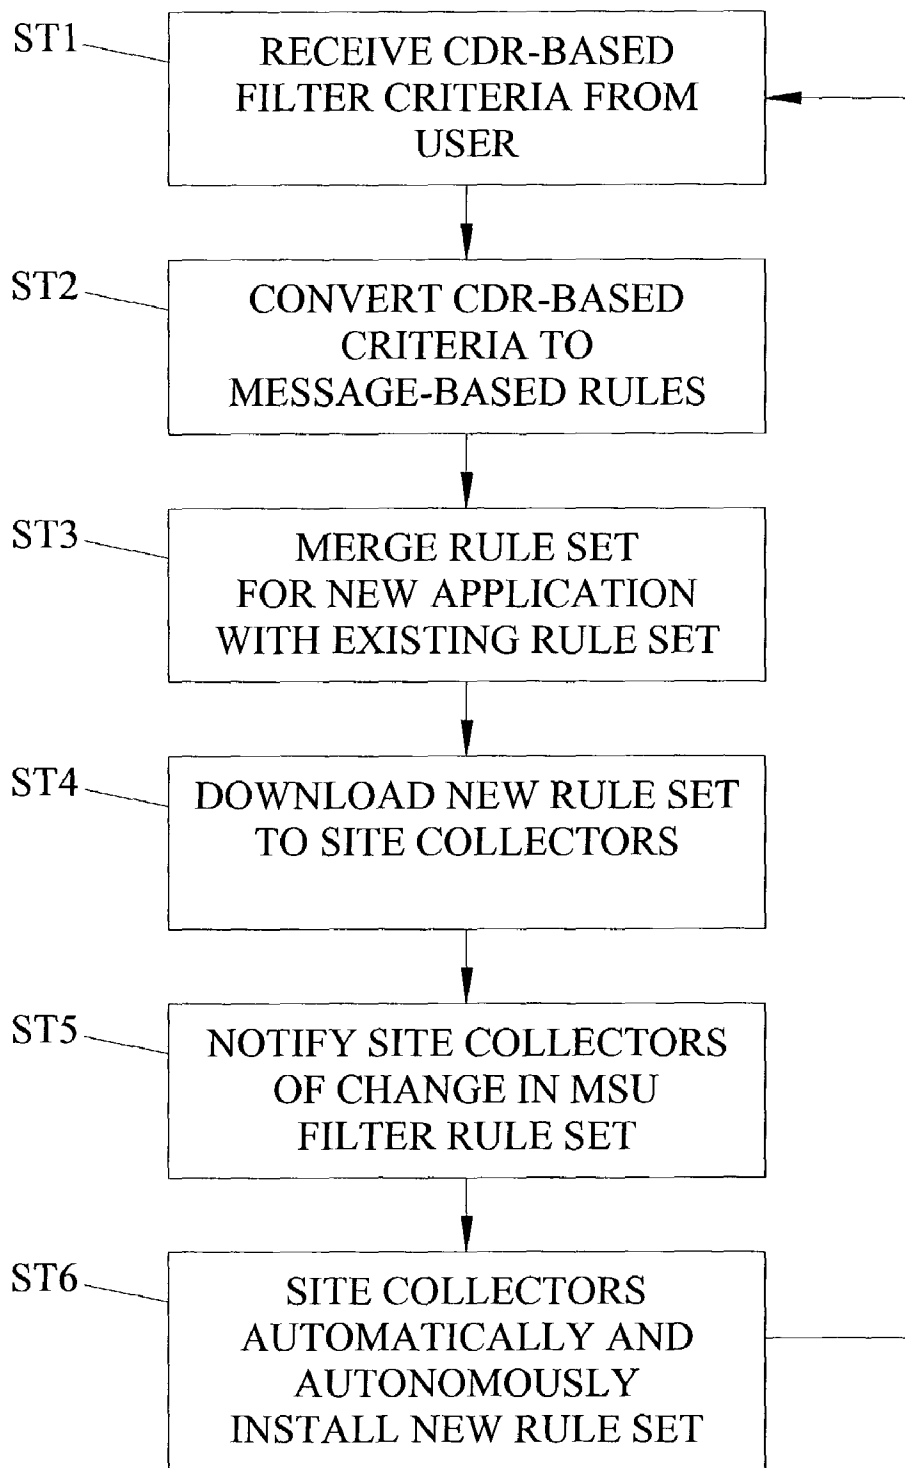 ST1
RECEIVE CDR-BASED
FILTER CRITERIA FROM
USER
ST2
CONVERT CDR-BASED
CRITERIA TO
MESSAGE-BASED RULES
ST3
MERGE RULE SET
FOR NEW APPLICATION
WITH EXISTING RULE SET
ST4
DOWNLOAD NEW RULE SET
TO SITE COLLECTORS
ST5
NOTIFY SITE COLLECTORS
OF CHANGE IN MSU
FILTER RULE SET
ST6
SITE COLLECTORS
AUTOMATICALLY AND
AUTONOMOUSLY
INSTALL NEW RULE SET